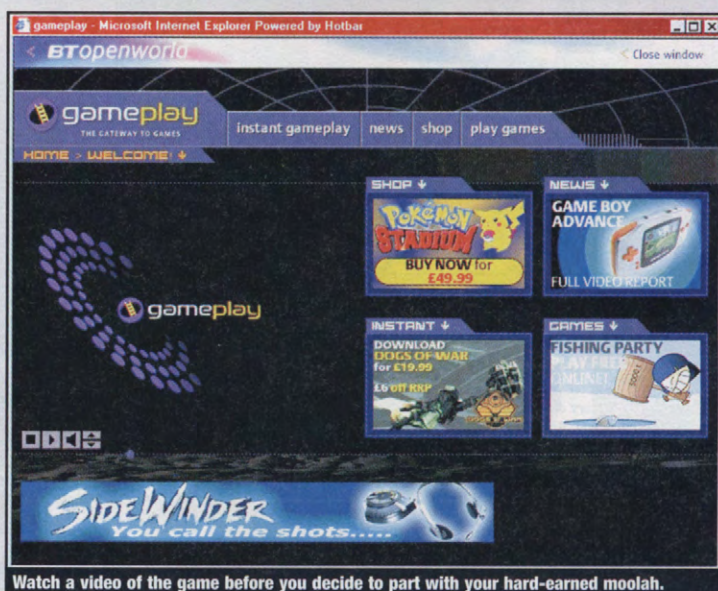 gameplay - Microsoft Internet Explorer Powered by Hotbar
< BTopenworld
< Close window
gameplay
THE GATEWAY TO GAMES
instant gameplay news shop play games
HOME > WELCOME!
SHOP
POKéMON
STADIUM
BUY NOW for
£49.99
NEWS
GAME BOY
ADVANCE
FULL VIDEO REPORT
gameplay
INSTANT
DOWNLOAD
DOGS OF WAR
for £19.99
£6 off RRP
GAMES
FISHING PARTY
PLAY FREE
ONLINE!
SIDEWINDER
You call the shots.....
Watch a video of the game before you decide to part with your hard-earned moolah.